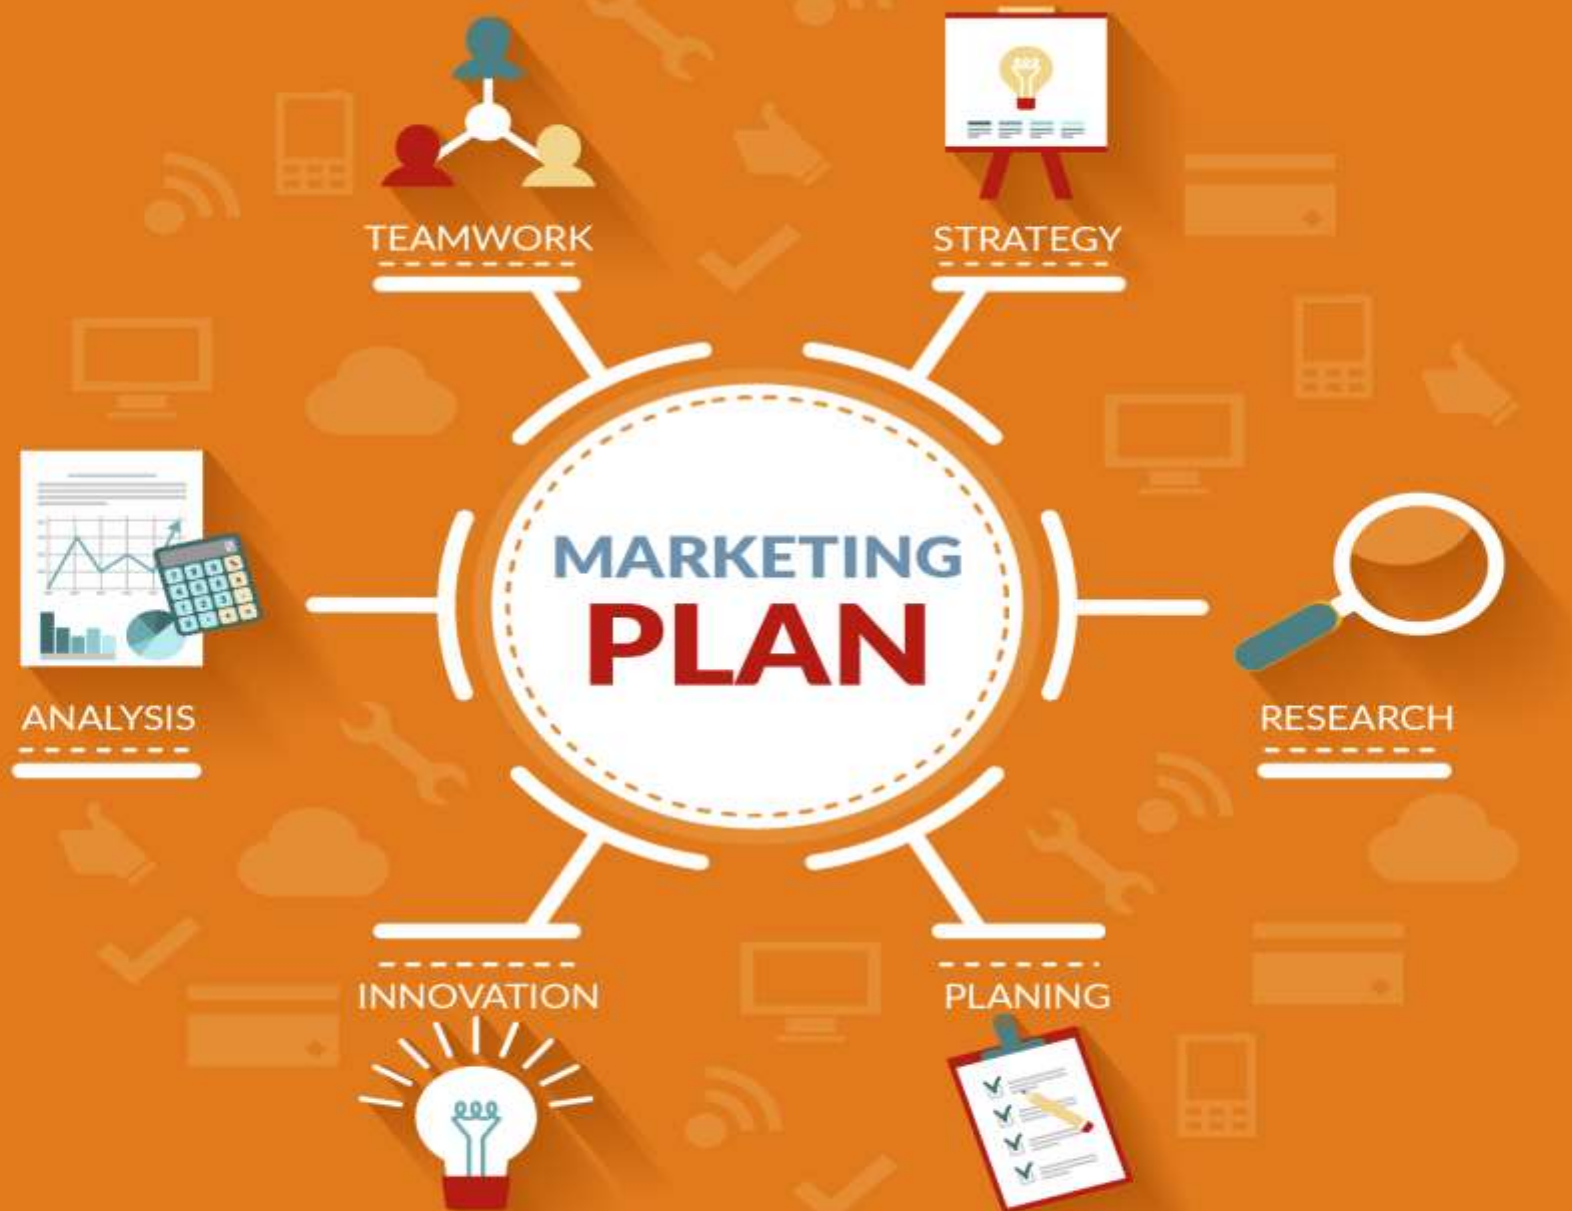 TEAMWORK
STRATEGY
MARKETING
PLAN
ANALYSIS
RESEARCH
INNOVATION
PLANING